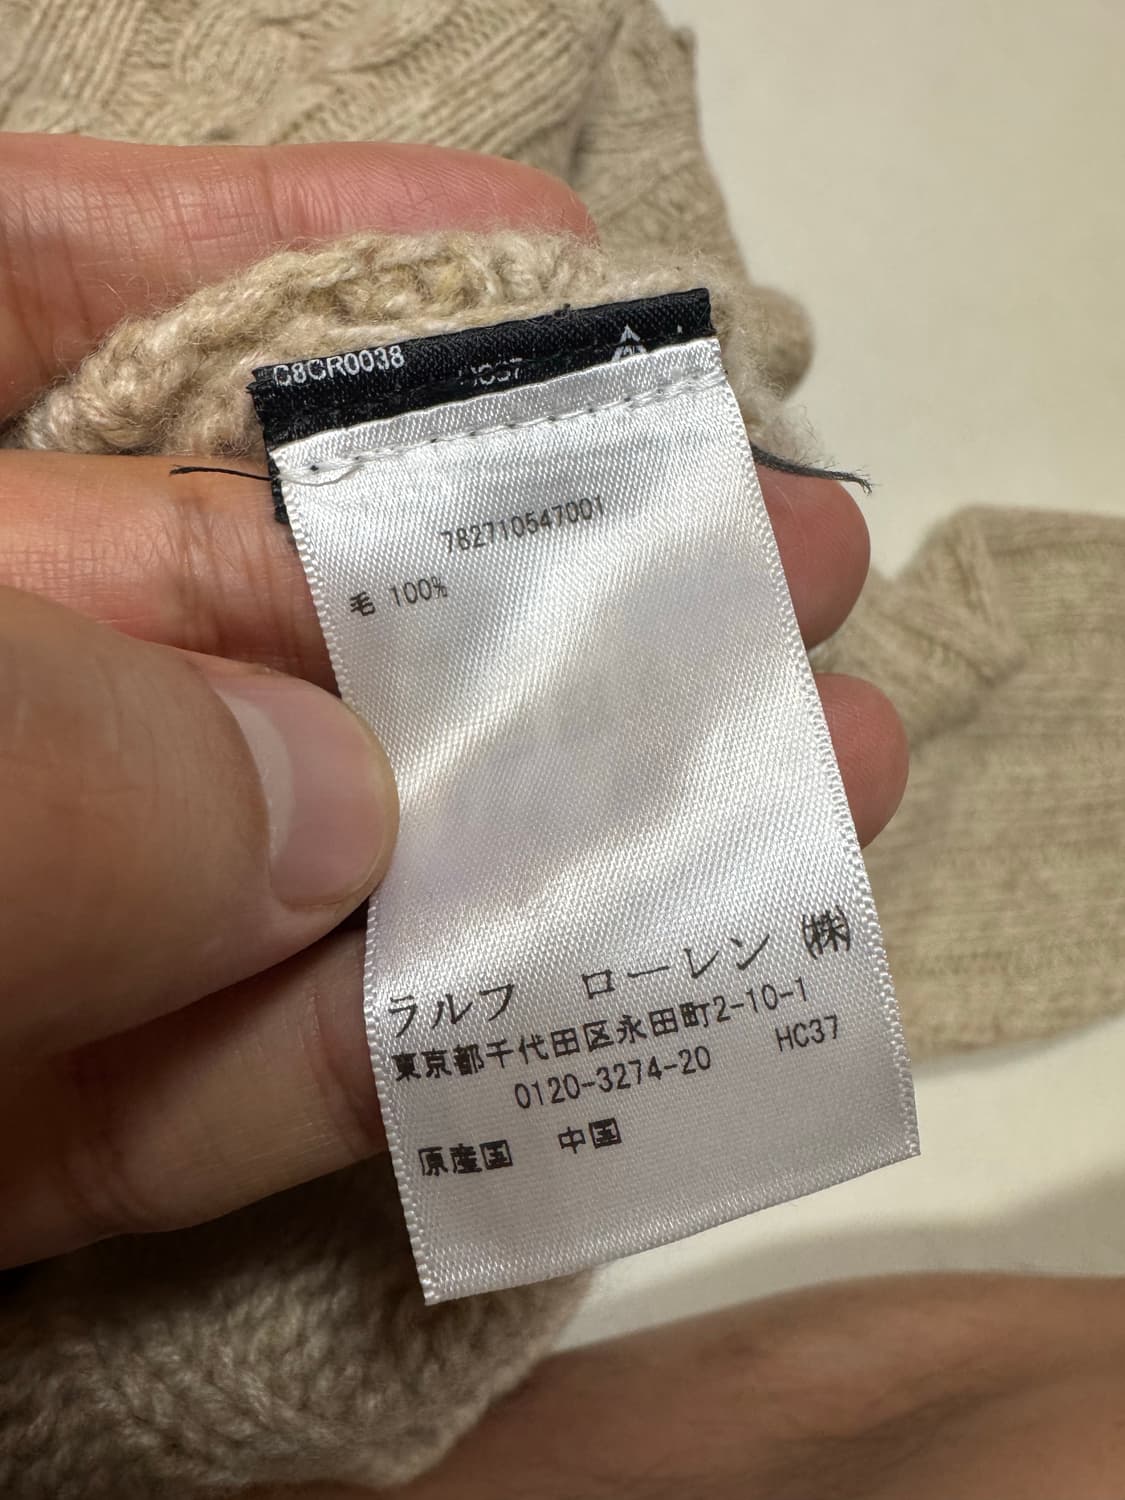 C8CR0038
782710547001
毛 100%
ラルフ ローレン ㈱
東京都千代田区永田町2-10-1
0120-3274-20 HC37
原産国 中国